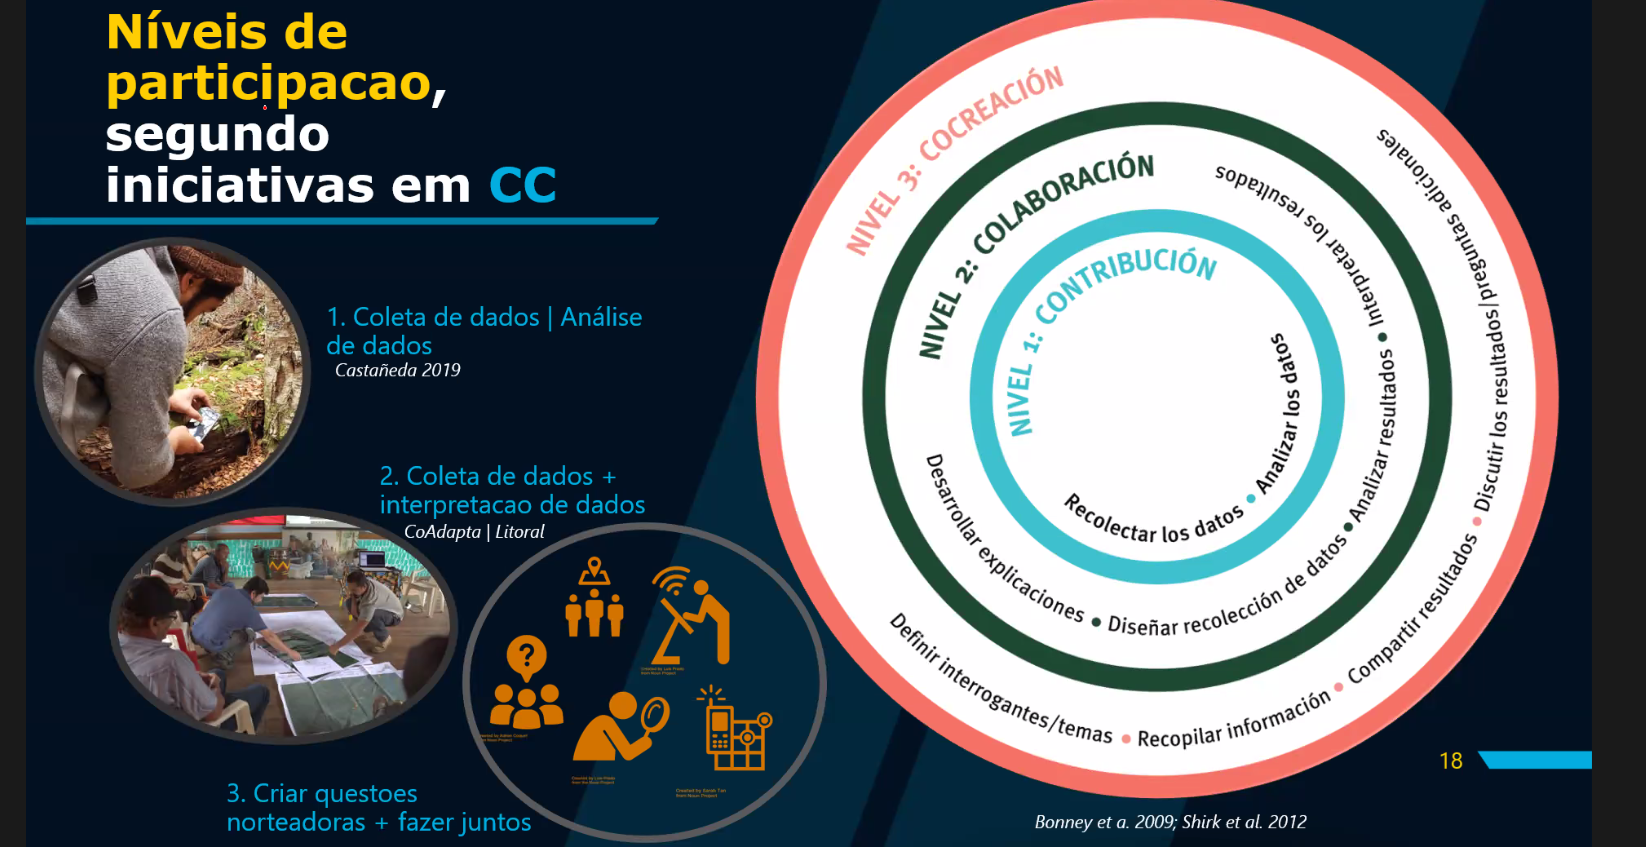 Níveis de
participacao,
segundo
iniciativas em CC
1. Coleta de dados | Análise
de dados
Castañeda 2019
2. Coleta de dados +
interpretacao de dados
CoAdapta | Litoral
3. Criar questoes
norteadoras + fazer juntos
NIVEL 3: COCREACIÓN
Definir interrogantes/temas • Recopilar información • Compartir resultados • Discutir los resultados/preguntas adicionales
NIVEL 2: COLABORACIÓN
Desarrollar explicaciones • Diseñar recolección de datos • Analizar resultados • Interpretar los resultados
NIVEL 1: CONTRIBUCIÓN
Recolectar los datos • Analizar los datos
?
18
Bonney et a. 2009; Shirk et al. 2012